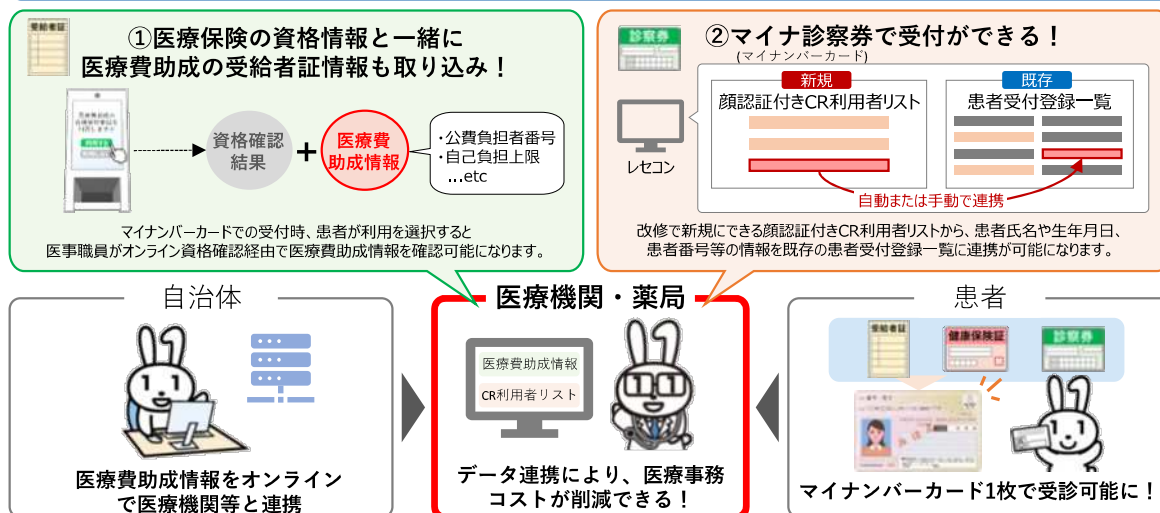 受給者証
①医療保険の資格情報と一緒に
医療費助成の受給者証情報も取り込み！
資格確認
結果
+
医療費
助成情報
・公費負担者番号
・自己負担上限
…etc
マイナンバーカードでの受付時、患者が利用を選択すると
医事職員がオンライン資格確認経由で医療費助成情報を確認可能になります。
診察券
②マイナ診察券で受付ができる！
(マイナンバーカード)
レセコン
新規
顔認証付きCR利用者リスト
既存
患者受付登録一覧
自動または手動で連携
改修で新規にできる顔認証付きCR利用者リストから、患者氏名や生年月日、
患者番号等の情報を既存の患者受付登録一覧に連携が可能になります。
自治体
医療費助成情報をオンライン
で医療機関等と連携
医療機関・薬局
医療費助成情報
CR利用者リスト
データ連携により、医療事務
コストが削減できる！
患者
受給者証
健康保険証
診察券
マイナンバーカード1枚で受診可能に！